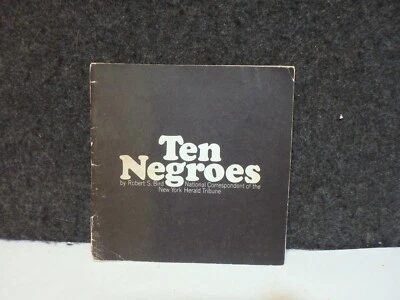 Ten
Negroes
by Robert S. Bird National Correspondent of the
New York Herald Tribune